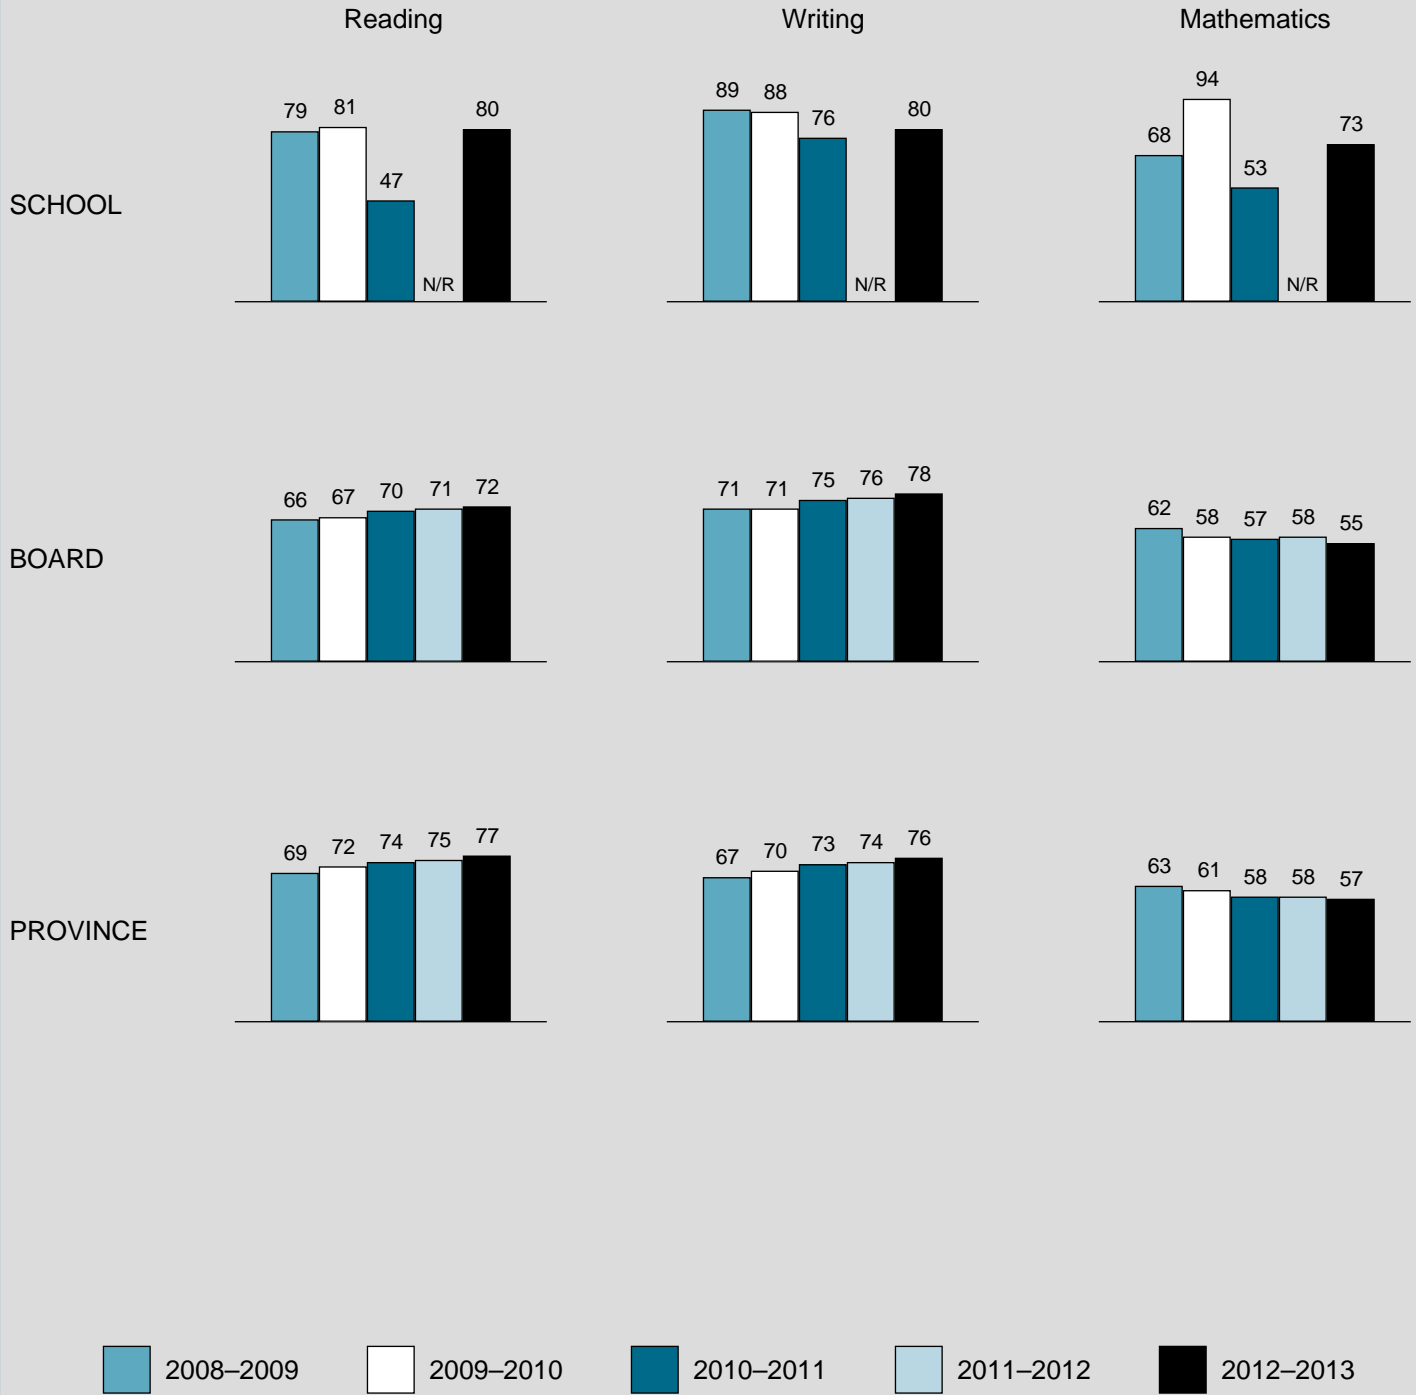 Reading Writing Mathematics
SCHOOL
79 81 47 N/R 80
89 88 76 N/R 80
68 94 53 N/R 73
BOARD
66 67 70 71 72
71 71 75 76 78
62 58 57 58 55
PROVINCE
69 72 74 75 77
67 70 73 74 76
63 61 58 58 57
2008–2009 2009–2010 2010–2011 2011–2012 2012–2013